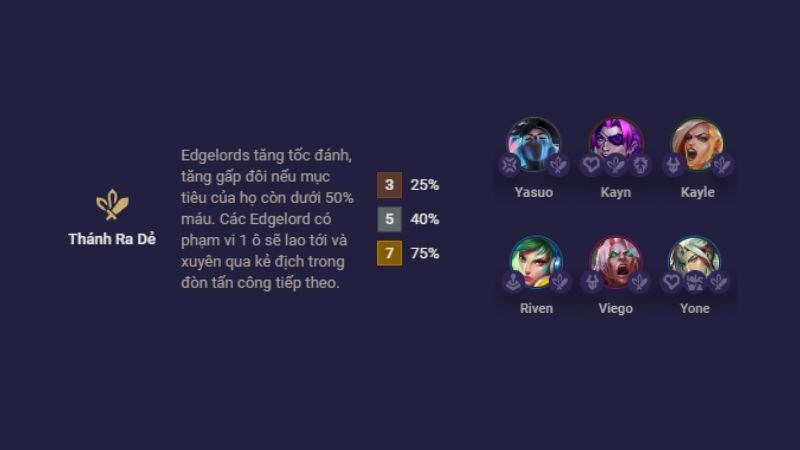 Thánh Ra Dẻ
Edgelords tăng tốc đánh,
tăng gấp đôi nếu mục
tiêu của họ còn dưới 50%
máu. Các Edgelord có
phạm vi 1 ô sẽ lao tới và
xuyên qua kẻ địch trong
đòn tấn công tiếp theo.
3 25%
5 40%
7 75%
Yasuo Kayn Kayle
Riven Viego Yone